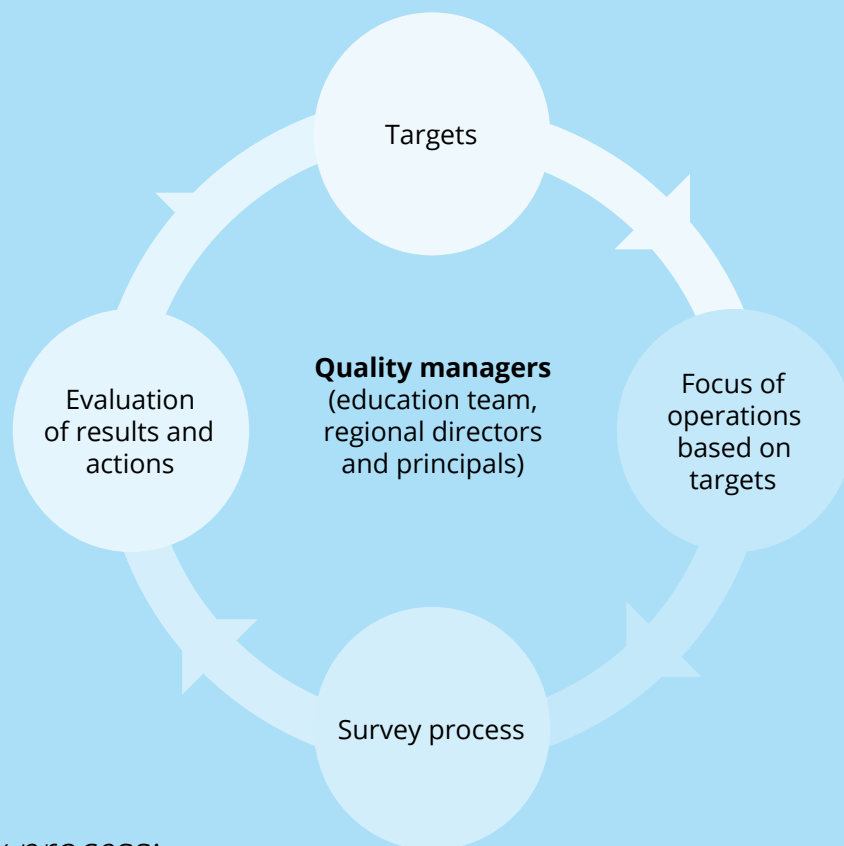 Targets
Quality managers
(education team,
regional directors
and principals)
Focus of
operations
based on
targets
Evaluation
of results and
actions
Survey process
process: